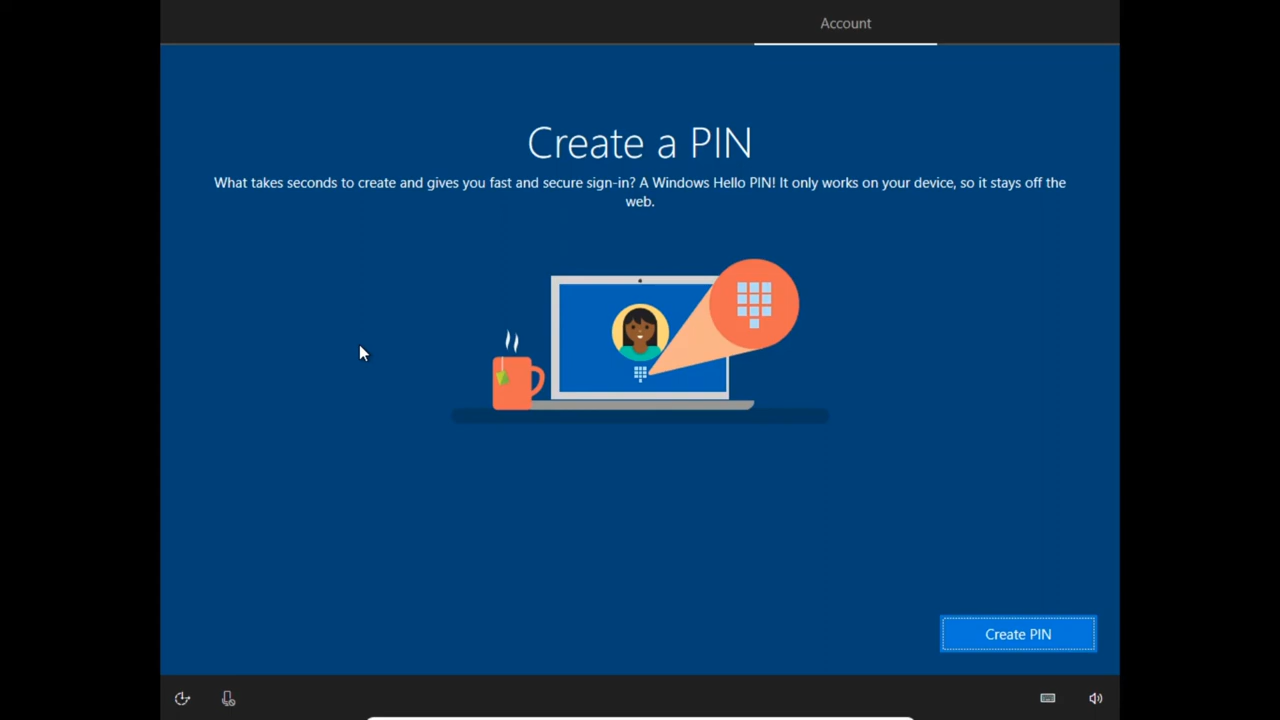 Account
Create a PIN
What takes seconds to create and gives you fast and secure sign-in? A Windows Hello PIN! It only works on your device, so it stays off the
web.
Create PIN